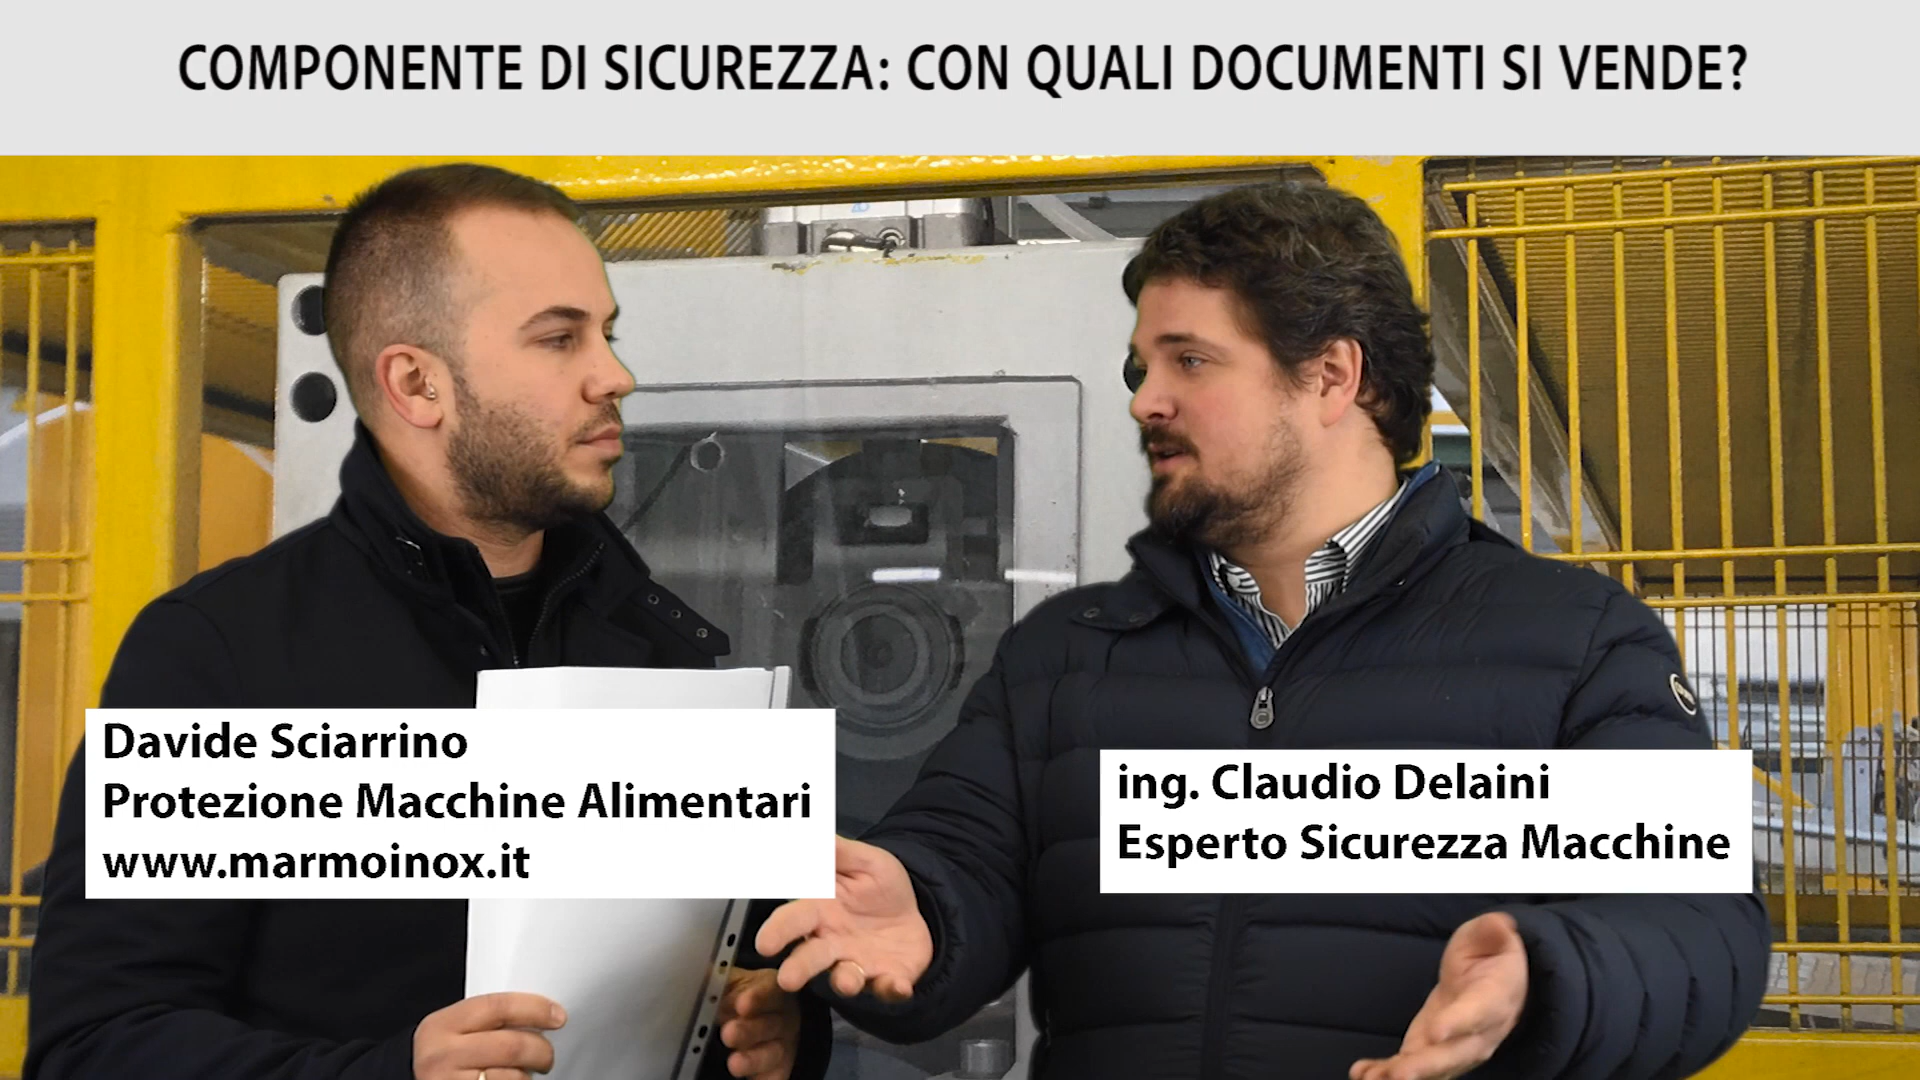 COMPONENTE DI SICUREZZA: CON QUALI DOCUMENTI SI VENDE?
Davide Sciarrino
Protezione Macchine Alimentari
www.marmoinox.it
ing. Claudio Delaini
Esperto Sicurezza Macchine